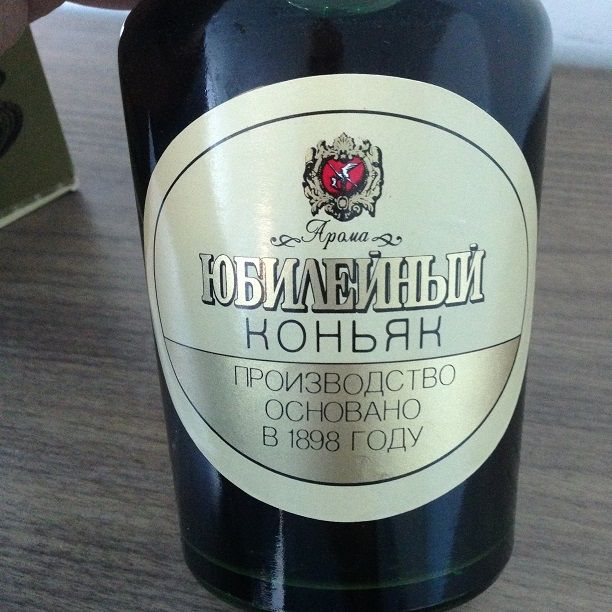 Арома
ЮБИЛЕЙНЫЙ
КОНЬЯК
ПРОИЗВОДСТВО
ОСНОВАНО
В 1898 ГОДУ